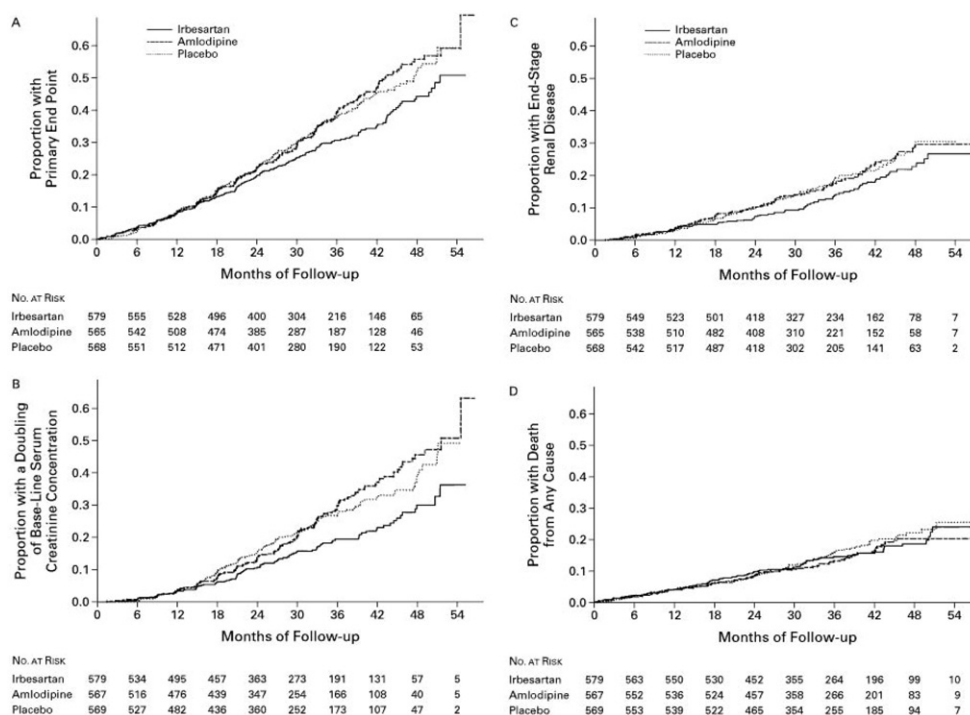 A
Irbesartan
Amlodipine
Placebo
Proportion with
Primary End Point
0.6
0.5
0.4
0.3
0.2
0.1
0.0
0 6 12 18 24 30 36 42 48 54
Months of Follow-up
No. at Risk
Irbesartan 579 555 528 496 400 304 216 146 65
Amlodipine 565 542 508 474 385 287 187 128 46
Placebo 568 551 512 471 401 280 190 122 53
B
Proportion with a Doubling
of Base-Line Serum
Creatinine Concentration
0.6
0.5
0.4
0.3
0.2
0.1
0.0
0 6 12 18 24 30 36 42 48 54
Months of Follow-up
No. at Risk
Irbesartan 579 534 495 457 363 273 191 131 57 5
Amlodipine 567 516 476 439 347 254 166 108 40 5
Placebo 569 527 482 436 360 252 173 107 47 2
C
Irbesartan
Amlodipine
Placebo
Proportion with End-Stage
Renal Disease
0.6
0.5
0.4
0.3
0.2
0.1
0.0
0 6 12 18 24 30 36 42 48 54
Months of Follow-up
No. at Risk
Irbesartan 579 549 523 501 418 327 234 162 78 7
Amlodipine 565 538 510 482 408 310 221 152 58 7
Placebo 568 542 517 487 418 302 205 141 63 2
D
Proportion with Death
from Any Cause
0.6
0.5
0.4
0.3
0.2
0.1
0.0
0 6 12 18 24 30 36 42 48 54
Months of Follow-up
No. at Risk
Irbesartan 579 563 550 530 452 355 264 196 99 10
Amlodipine 567 552 536 524 457 358 266 201 83 9
Placebo 569 553 539 522 465 354 255 185 94 7